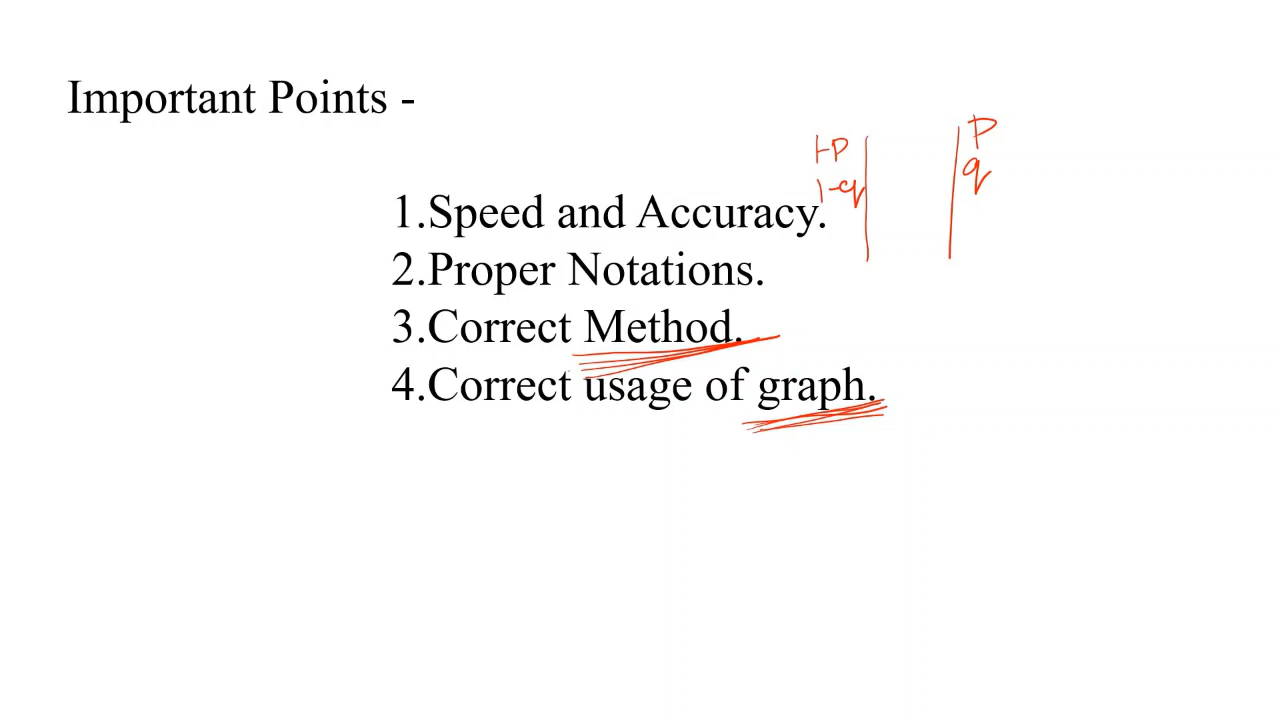 Important Points -
P
1-P
q
1-q
1.Speed and Accuracy.
2.Proper Notations.
3.Correct Method.
4.Correct usage of graph.